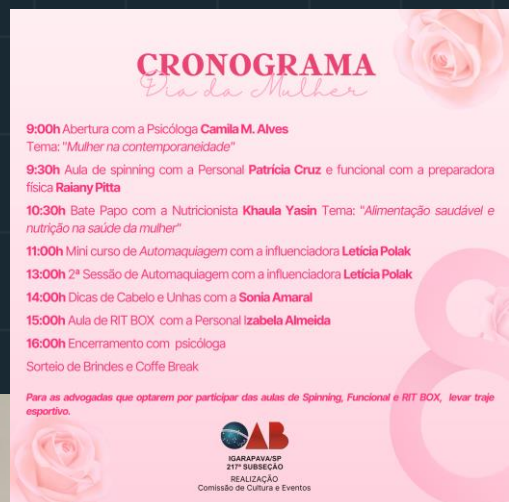 CRONOGRAMA
Dia da Mulher
9:00h Abertura com a Psicóloga Camila M. Alves
Tema: "Mulher na contemporaneidade"
9:30h Aula de spinning com a Personal Patrícia Cruz e funcional com a preparadora
física Raiany Pitta
10:30h Bate Papo com a Nutricionista Khaula Yasin Tema: "Alimentação saudável e
nutrição na saúde da mulher"
11:00h Mini curso de Automaquiagem com a influenciadora Letícia Polak
13:00h 2ª Sessão de Automaquiagem com a influenciadora Letícia Polak
14:00h Dicas de Cabelo e Unhas com a Sonia Amaral
15:00h Aula de RIT BOX com a Personal Izabela Almeida
16:00h Encerramento com psicóloga
Sorteio de Brindes e Coffe Break
Para as advogadas que optarem por participar das aulas de Spinning, Funcional e RIT BOX, levar traje
esportivo.
8
OAB
IGARAPAVA/SP
217ª SUBSEÇÃO
REALIZAÇÃO
Comissão de Cultura e Eventos